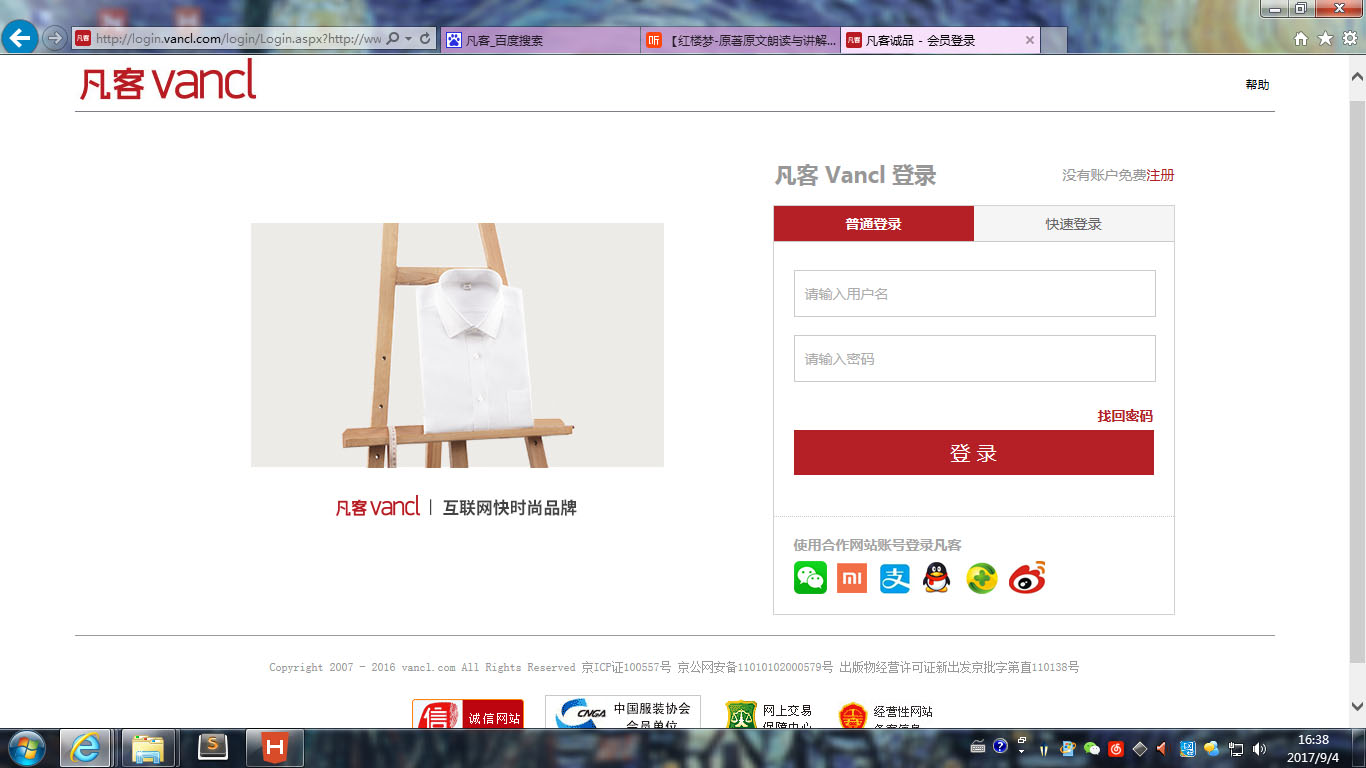 http://login.vancl.com/login/Login.aspx?http://ww
凡客_百度搜索
【红楼梦-原著原文朗读与讲解...
凡客诚品 - 会员登录
凡客 vancl
帮助
凡客 Vancl 登录
没有账户免费注册
普通登录
快速登录
请输入用户名
请输入密码
找回密码
登录
凡客 vancl | 互联网快时尚品牌
使用合作网站账号登录凡客
Copyright 2007 - 2016 vancl.com All Rights Reserved 京ICP证100557号 京公网安备11010102000579号 出版物经营许可证新出发京批字第直110138号
诚信网站
CNGA
中国服装协会
会员单位
网上交易
保障中心
经营性网站
备案信息
16:38
2017/9/4